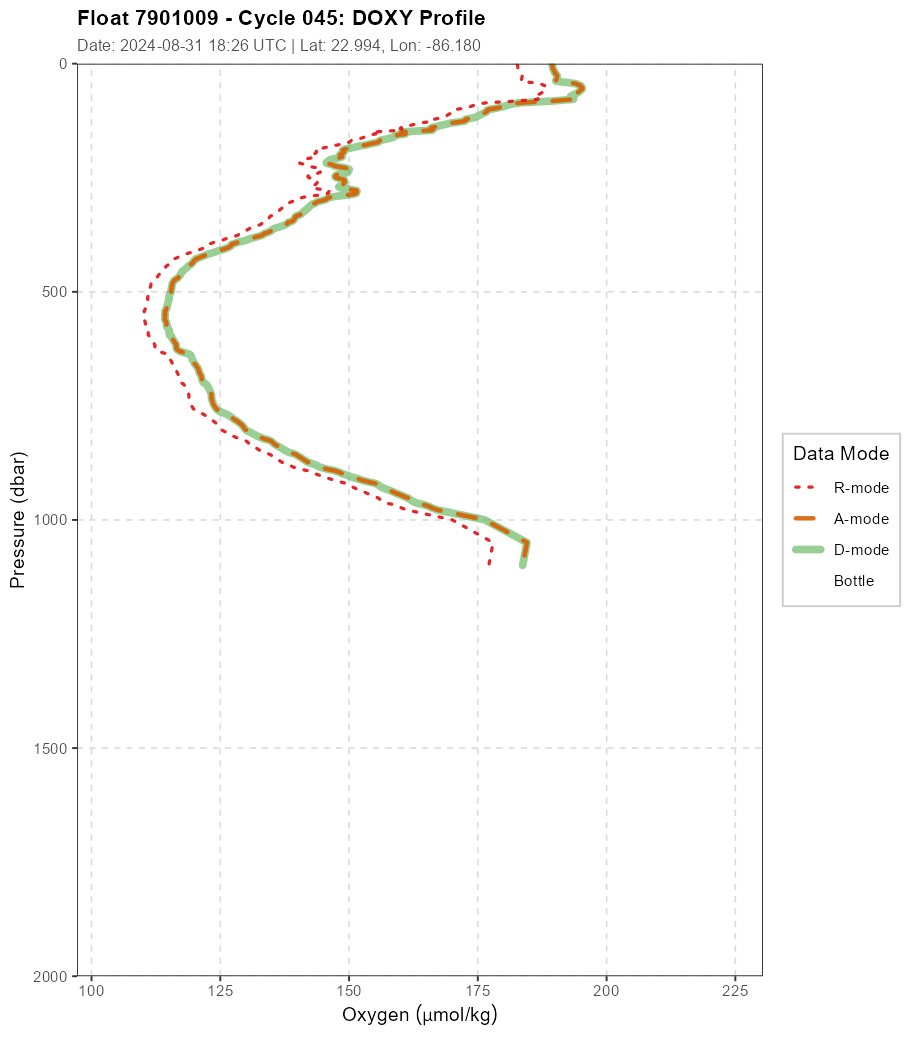 Float 7901009 - Cycle 045: DOXY Profile
Date: 2024-08-31 18:26 UTC | Lat: 22.994, Lon: -86.180
0
500
1000
1500
2000
Pressure (dbar)
100 125 150 175 200 225
Oxygen (µmol/kg)
Data Mode
R-mode
A-mode
D-mode
Bottle